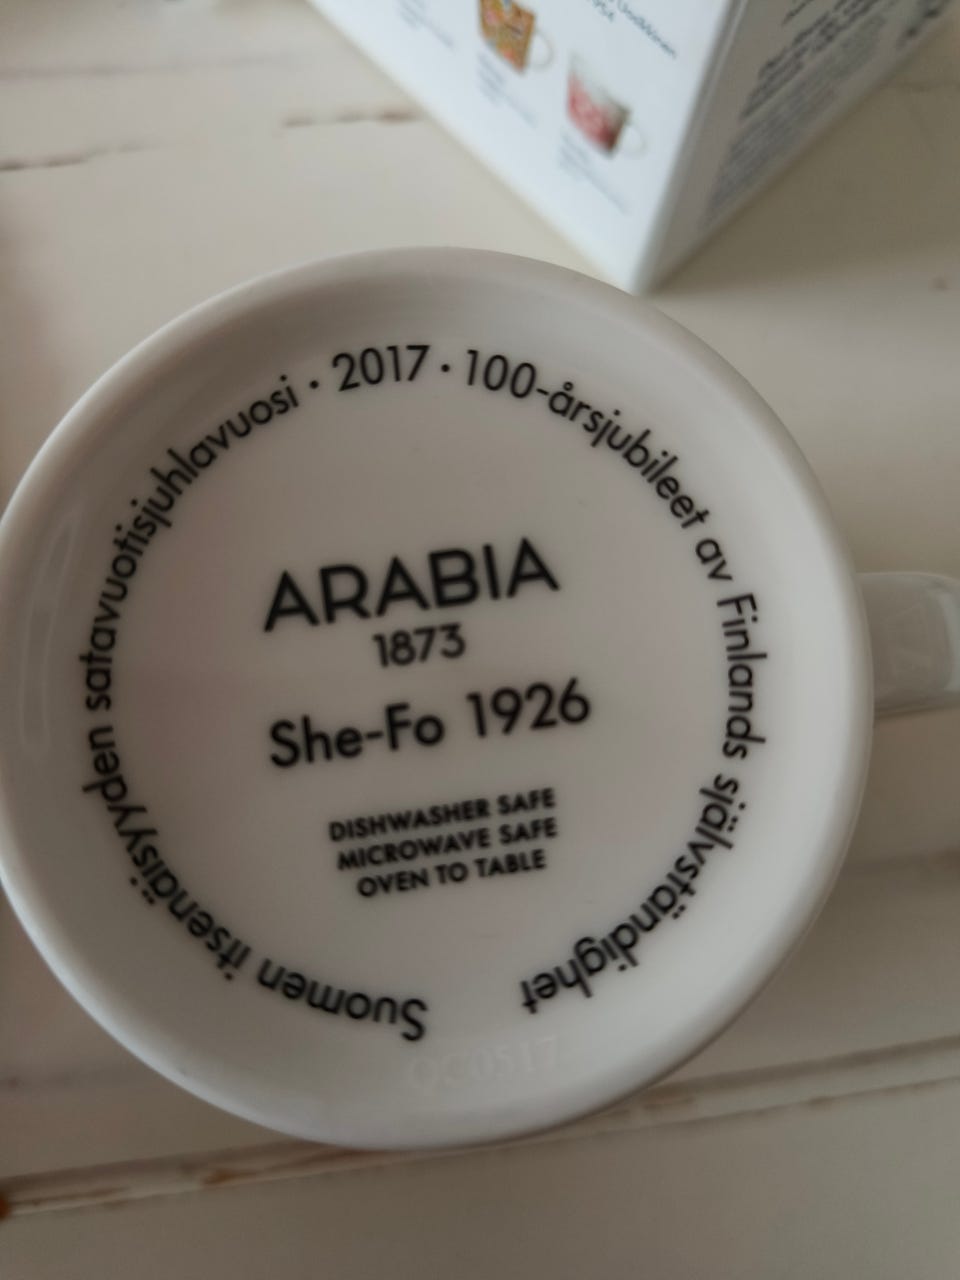 Suomen itsenäisyyden satavuotisjuhlavuosi · 2017 · 100-årsjubileet av Finlands självständighet
ARABIA
1873
She-Fo 1926
DISHWASHER SAFE
MICROWAVE SAFE
OVEN TO TABLE
QC0517